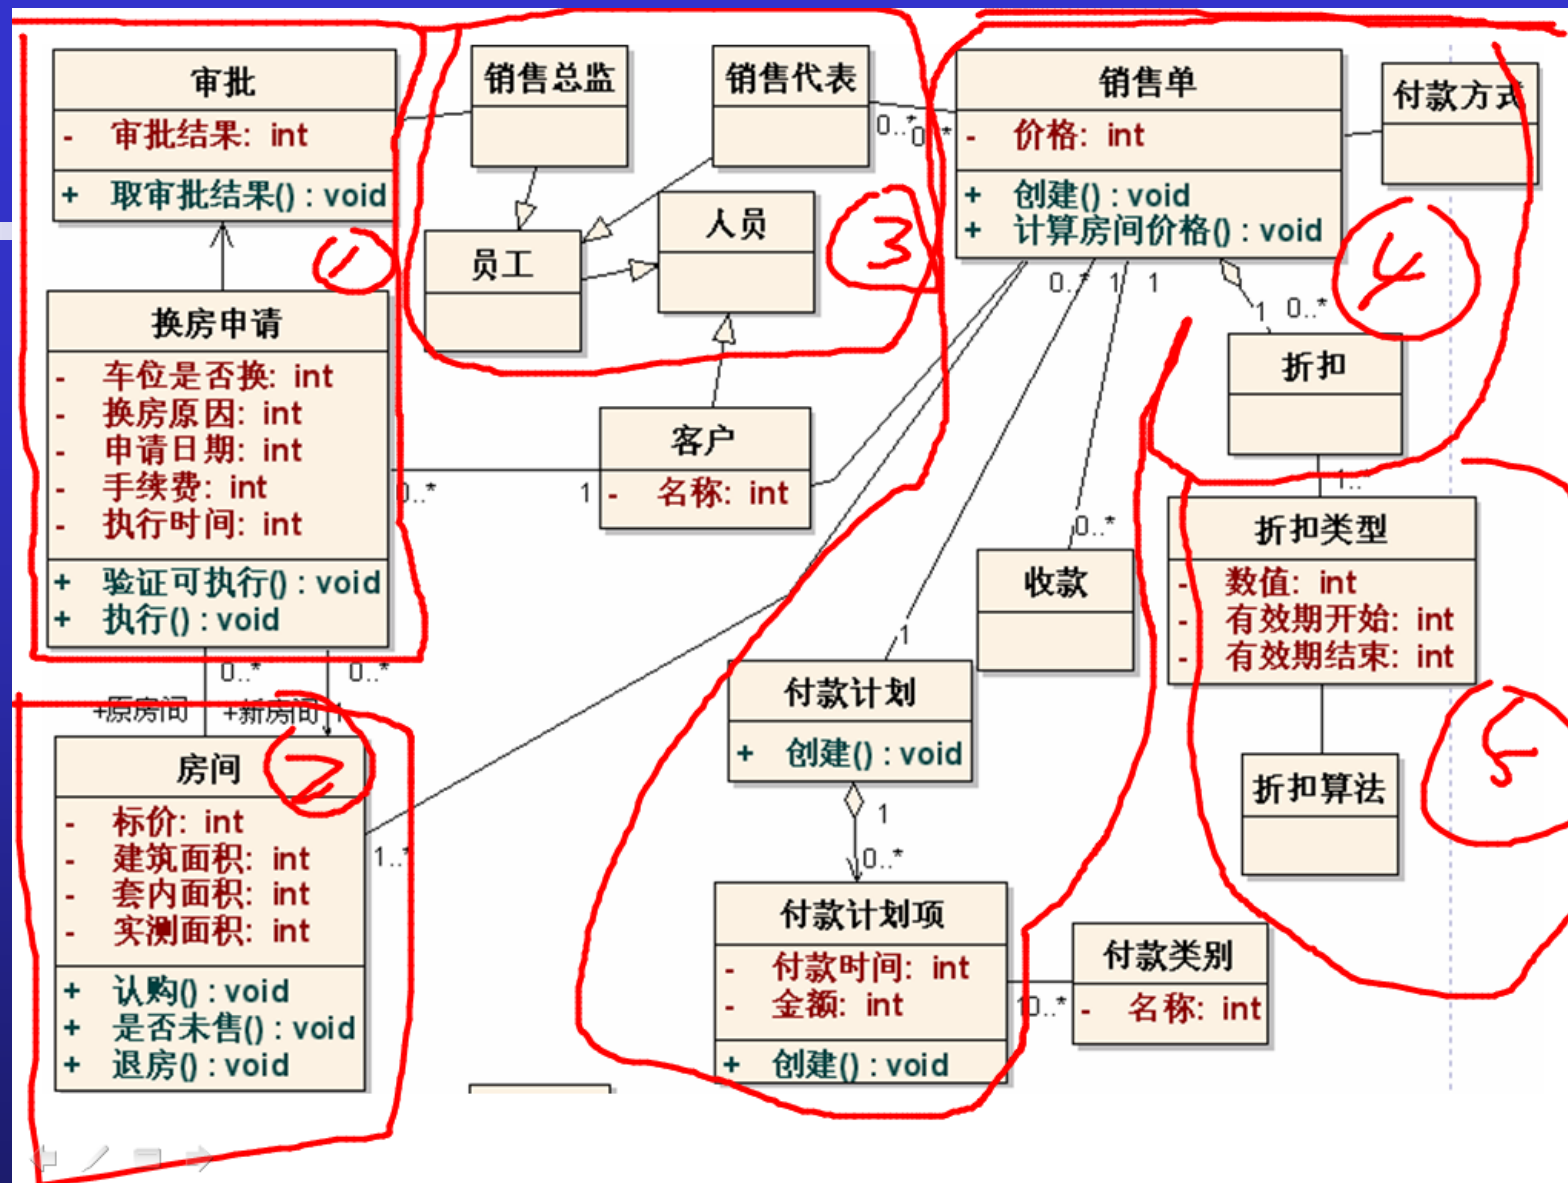 审批
- 审批结果: int
+ 取审批结果() : void
①
换房申请
- 车位是否换: int
- 换房原因: int
- 申请日期: int
- 手续费: int
- 执行时间: int
+ 验证可执行() : void
+ 执行() : void
0..*
0..*
+原房间
+新房间
1
房间
②
- 标价: int
- 建筑面积: int
- 套内面积: int
- 实测面积: int
+ 认购() : void
+ 是否未售() : void
+ 退房() : void
1..*
销售总监
销售代表
员工
人员
③
0..*
0..*
客户
- 名称: int
0..*
1
销售单
- 价格: int
+ 创建() : void
+ 计算房间价格() : void
付款方式
④
0..*
1
1
1
0..*
折扣
1..
折扣类型
- 数值: int
- 有效期开始: int
- 有效期结束: int
⑤
折扣算法
0..*
收款
1
付款计划
+ 创建() : void
1
0..*
付款计划项
- 付款时间: int
- 金额: int
+ 创建() : void
0..*
付款类别
- 名称: int